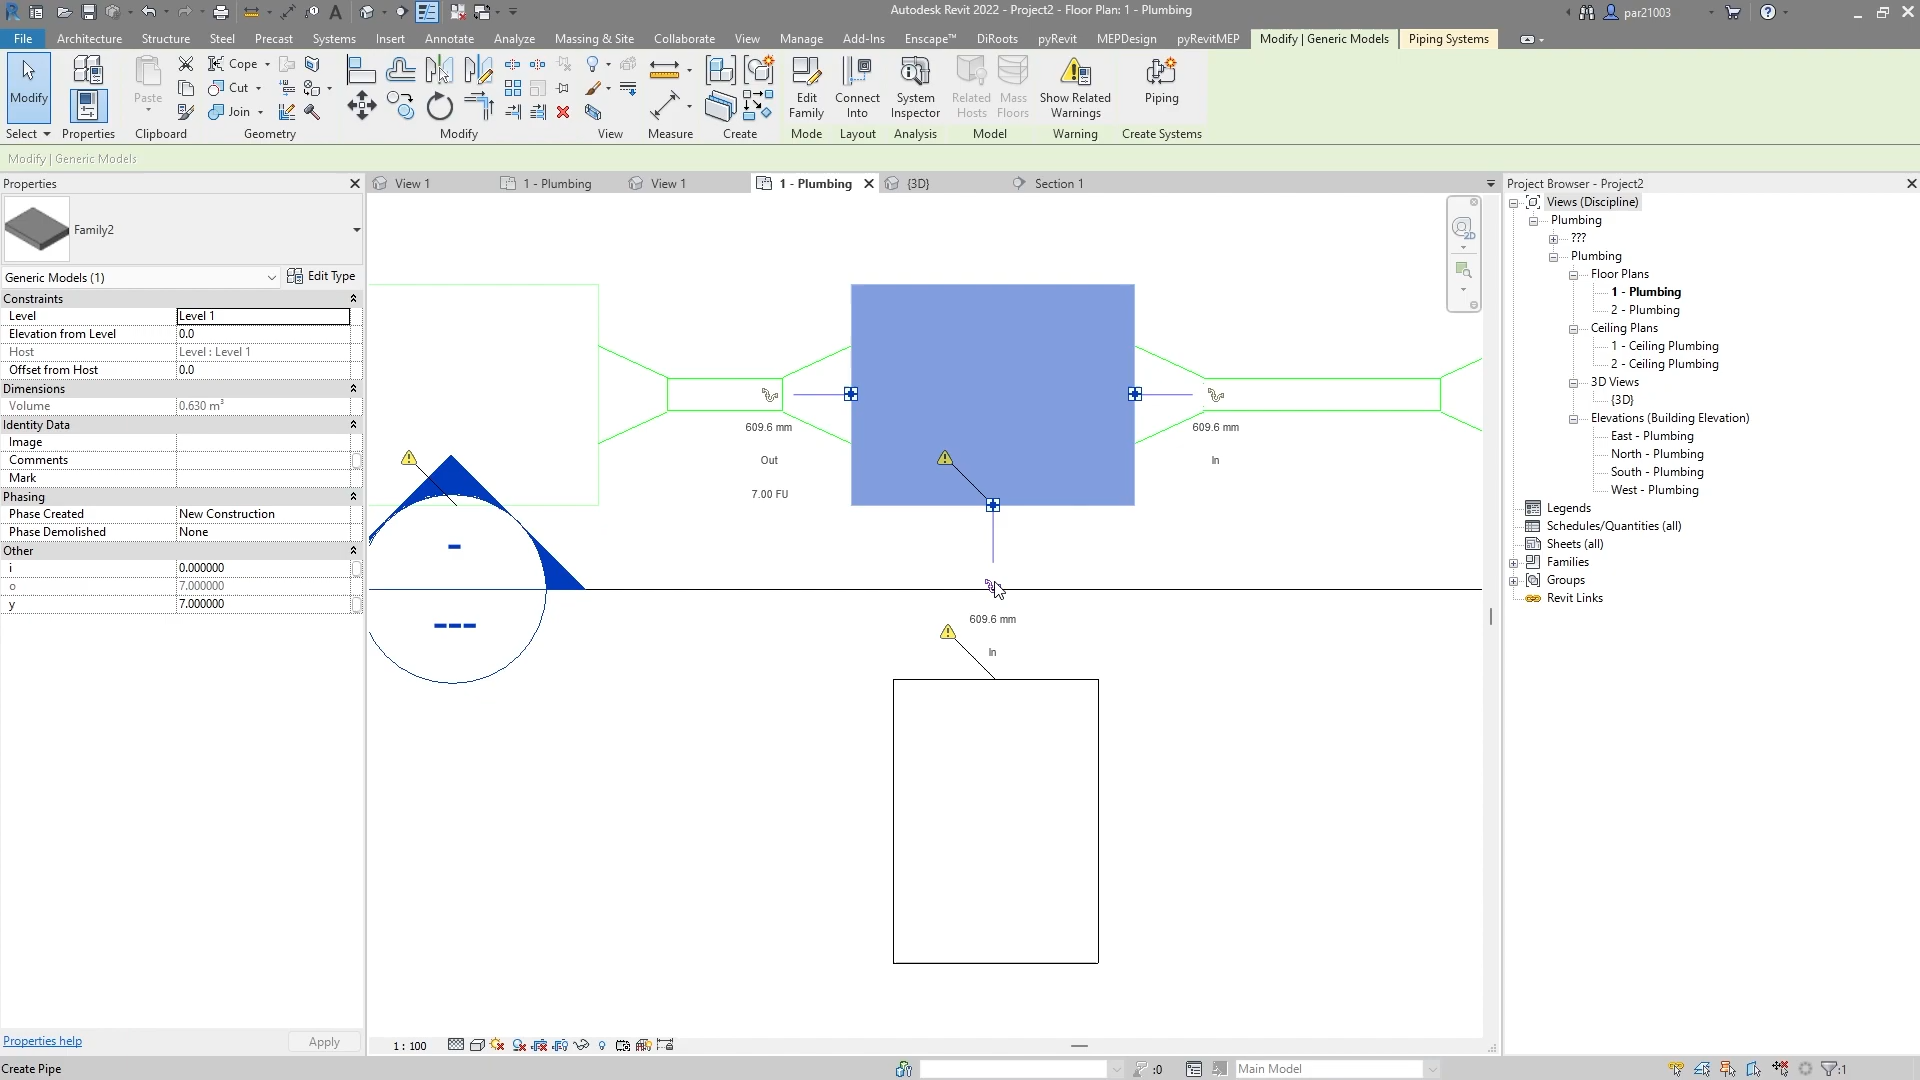 Autodesk Revit 2022 - Project2 - Floor Plan: 1 - Plumbing
par21003
File
Architecture
Structure
Steel
Precast
Systems
Insert
Annotate
Analyze
Massing & Site
Collaborate
View
Manage
Add-Ins
Enscape™
DiRoots
pyRevit
MEPDesign
pyRevitMEP
Modify | Generic Models
Piping Systems
Modify
Paste
Cope
Cut
Join
Edit Family
Connect Into
System Inspector
Related Hosts
Mass Floors
Show Related Warnings
Piping
Select
Properties
Clipboard
Geometry
Modify
View
Measure
Create
Mode
Layout
Analysis
Model
Warning
Create Systems
Modify | Generic Models
Properties
Family2
Generic Models (1)
Edit Type
Constraints
Level
Level 1
Elevation from Level
0.0
Host
Level : Level 1
Offset from Host
0.0
Dimensions
Volume
0.630 m³
Identity Data
Image
Comments
Mark
Phasing
Phase Created
New Construction
Phase Demolished
None
Other
i
0.000000
o
7.000000
y
7.000000
Properties help
Apply
Create Pipe
View 1
1 - Plumbing
View 1
1 - Plumbing
{3D}
Section 1
2D
609.6 mm
Out
7.00 FU
609.6 mm
In
609.6 mm
In
1 : 100
:0
Main Model
:1
Project Browser - Project2
Views (Discipline)
Plumbing
???
Plumbing
Floor Plans
1 - Plumbing
2 - Plumbing
Ceiling Plans
1 - Ceiling Plumbing
2 - Ceiling Plumbing
3D Views
{3D}
Elevations (Building Elevation)
East - Plumbing
North - Plumbing
South - Plumbing
West - Plumbing
Legends
Schedules/Quantities (all)
Sheets (all)
Families
Groups
Revit Links